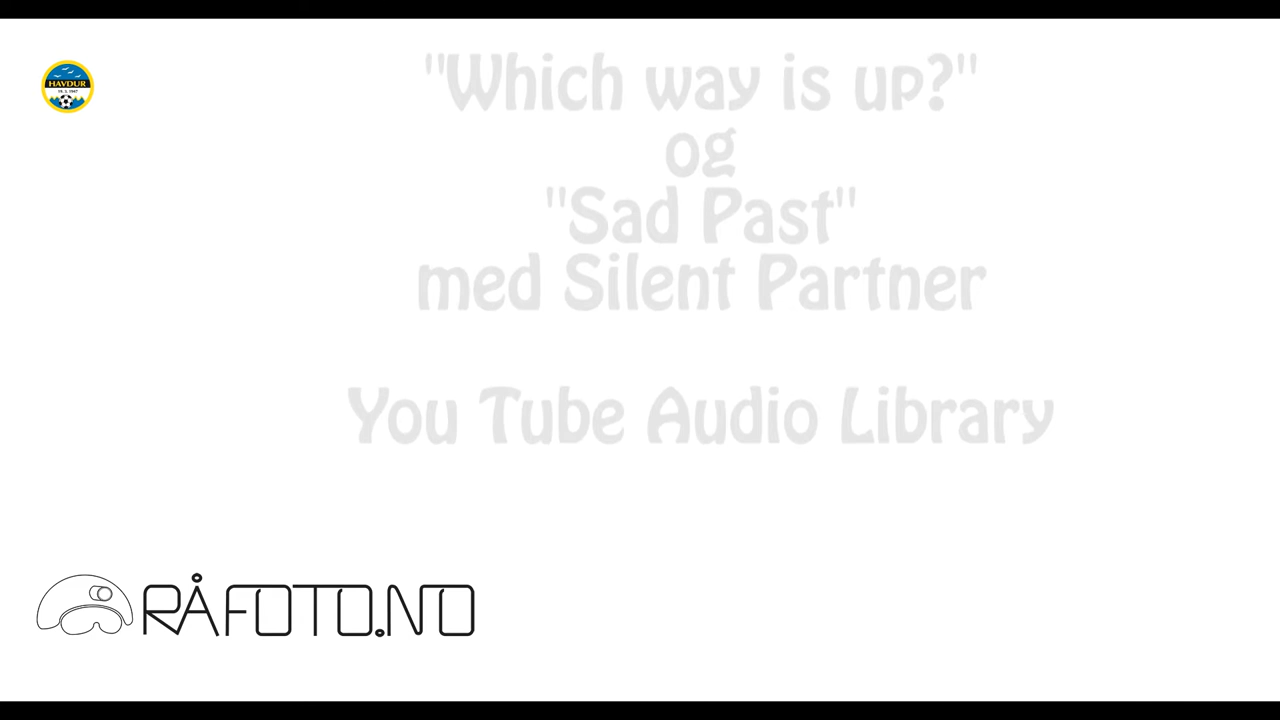 HAVDUR
"Which way is up?"
og
"Sad Past"
med Silent Partner
You Tube Audio Library
RÅFOTO.NO